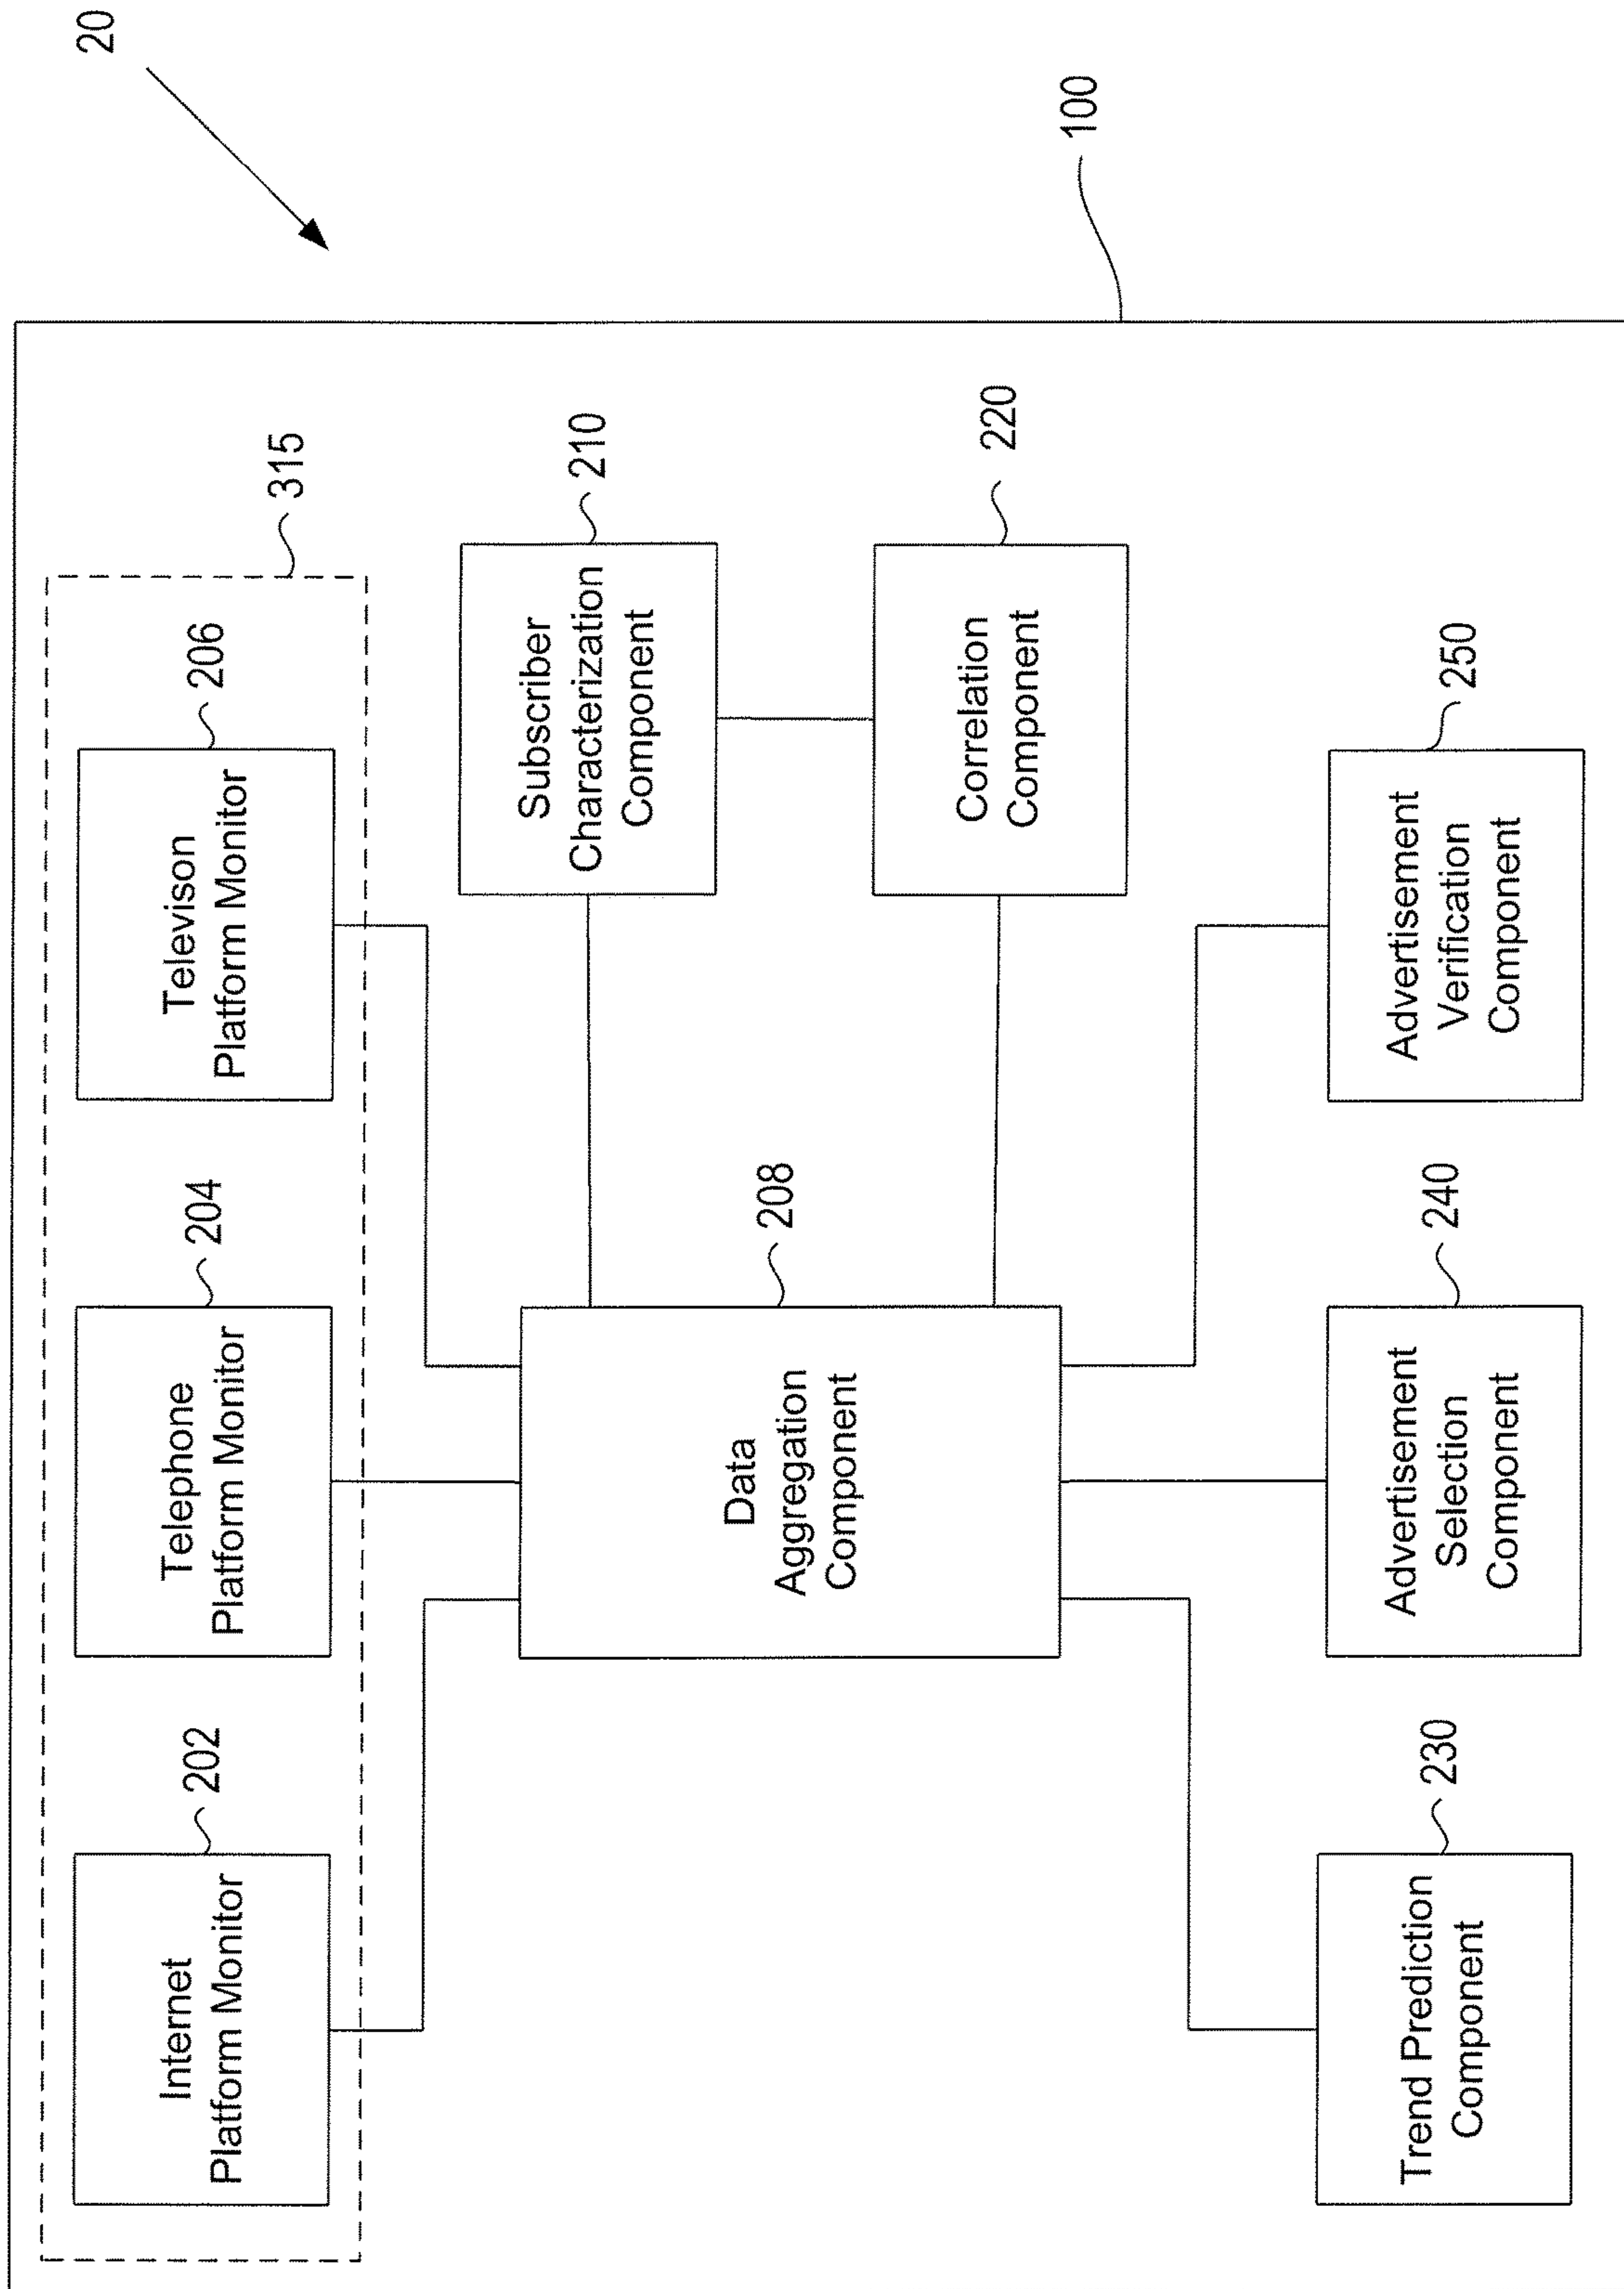 20
100
315
Internet
Platform Monitor
202
Telephone
Platform Monitor
204
Televison
Platform Monitor
206
Subscriber
Characterization
Component
210
Data
Aggregation
Component
208
Correlation
Component
220
Trend Prediction
Component
230
Advertisement
Selection
Component
240
Advertisement
Verification
Component
250